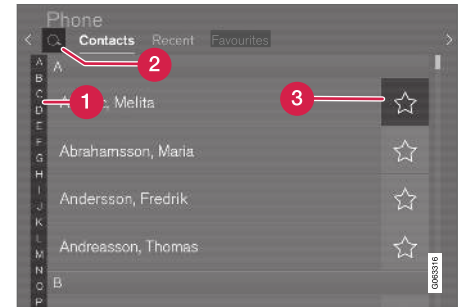 Phone
Contacts Recent Favourites
2
A
A
B
C
D
E
F
G
H
I
J
K
L
M
N
O
P
1
Melita
3
Abrahamsson, Maria
Andersson, Fredrik
Andreasson, Thomas
B
G063316